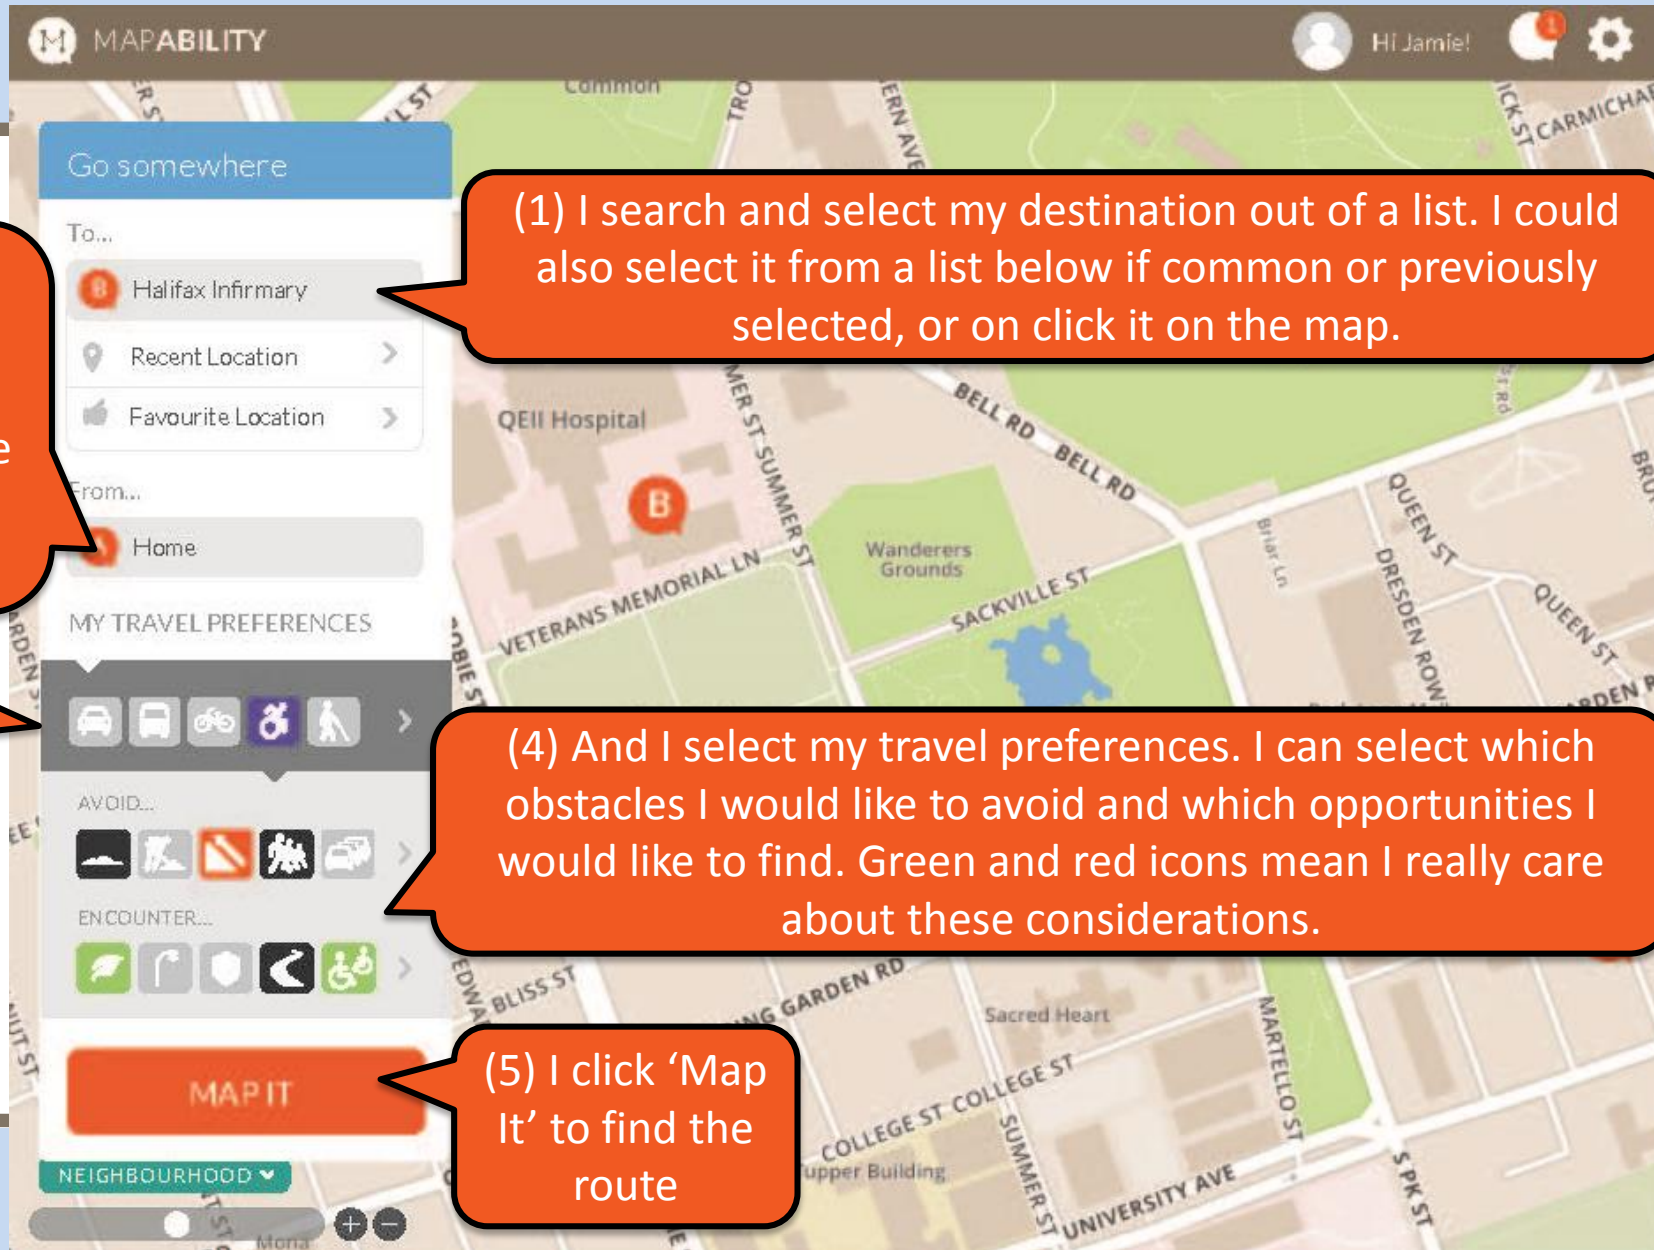 MAPABILITY
Hi Jamie!
1
Go somewhere
To...
B Halifax Infirmary
Recent Location
Favourite Location
From...
Home
MY TRAVEL PREFERENCES
AVOID...
ENCOUNTER...
MAP IT
NEIGHBOURHOOD
(1) I search and select my destination out of a list. I could
also select it from a list below if common or previously
selected, or on click it on the map.
(4) And I select my travel preferences. I can select which
obstacles I would like to avoid and which opportunities I
would like to find. Green and red icons mean I really care
about these considerations.
(5) I click ‘Map
It’ to find the
route
e
Common
CARMICHAE
QEII Hospital
B
SUMMER ST
BELL RD
BELL RD
Wanderers
Grounds
VETERANS MEMORIAL LN
SACKVILLE ST
Briar Ln
QUEEN ST
QUEEN ST
DRESDEN ROW
BLISS ST
GARDEN RD
Sacred Heart
MARTELLO ST
COLLEGE ST
COLLEGE ST
SUMMER ST
UNIVERSITY AVE
S PK ST
upper Building
Mona